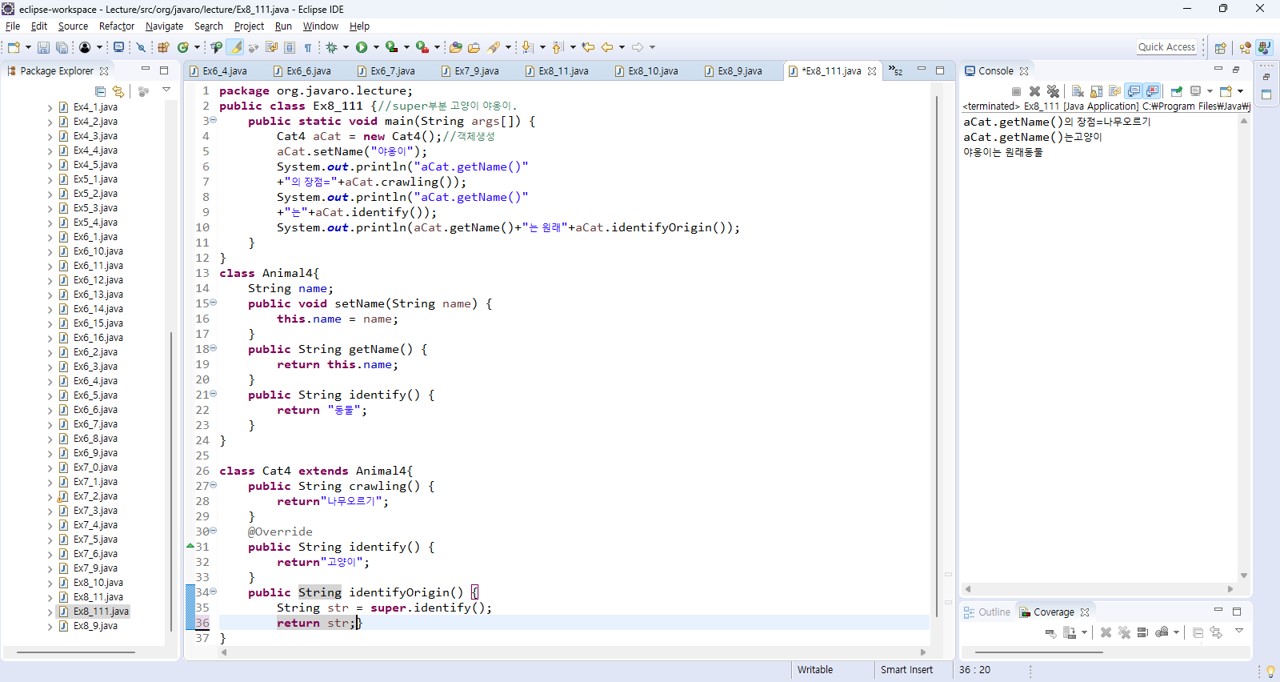 eclipse-workspace - Lecture/src/org/javaro/lecture/Ex8_111.java - Eclipse IDE
File Edit Source Refactor Navigate Search Project Run Window Help
Quick Access
Package Explorer
Ex4_1.java
Ex4_2.java
Ex4_3.java
Ex4_4.java
Ex4_5.java
Ex5_1.java
Ex5_2.java
Ex5_3.java
Ex5_4.java
Ex6_1.java
Ex6_10.java
Ex6_11.java
Ex6_12.java
Ex6_13.java
Ex6_14.java
Ex6_15.java
Ex6_16.java
Ex6_2.java
Ex6_3.java
Ex6_4.java
Ex6_5.java
Ex6_6.java
Ex6_7.java
Ex6_8.java
Ex6_9.java
Ex7_0.java
Ex7_1.java
Ex7_2.java
Ex7_3.java
Ex7_4.java
Ex7_5.java
Ex7_6.java
Ex7_9.java
Ex8_10.java
Ex8_11.java
Ex8_111.java
Ex8_9.java
Ex6_4.java Ex6_6.java Ex6_7.java Ex7_9.java Ex8_11.java Ex8_10.java Ex8_9.java *Ex8_111.java »52
1 package org.javaro.lecture;
2 public class Ex8_111 {//super부분 고양이 야옹이.
3 public static void main(String args[]) {
4 Cat4 aCat = new Cat4();//객체생성
5 aCat.setName("야옹이");
6 System.out.println("aCat.getName()"
7 +"의 장점="+aCat.crawling());
8 System.out.println("aCat.getName()"
9 +"는"+aCat.identify());
10 System.out.println(aCat.getName()+"는 원래"+aCat.identifyOrigin());
11 }
12 }
13 class Animal4{
14 String name;
15 public void setName(String name) {
16 this.name = name;
17 }
18 public String getName() {
19 return this.name;
20 }
21 public String identify() {
22 return "동물";
23 }
24 }
25
26 class Cat4 extends Animal4{
27 public String crawling() {
28 return"나무오르기";
29 }
30 @Override
31 public String identify() {
32 return"고양이";
33 }
34 public String identifyOrigin() {
35 String str = super.identify();
36 return str;}
37 }
Console
<terminated> Ex8_111 [Java Application] C:₩Program Files₩Java₩j
aCat.getName()의 장점=나무오르기
aCat.getName()는고양이
야옹이는 원래동물
Outline Coverage
Writable Smart Insert 36 : 20